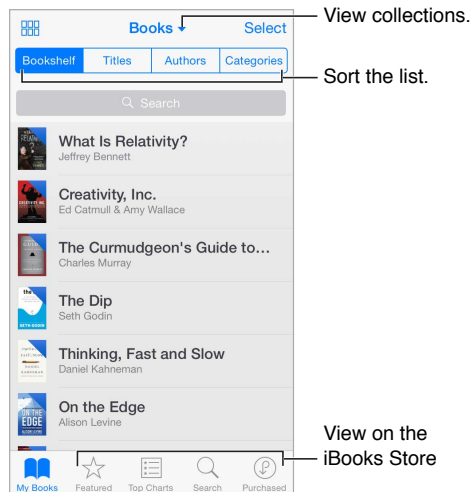 Books
Select
View collections.
Bookshelf Titles Authors Categories
Sort the list.
Search
What Is Relativity?
Jeffrey Bennett
Creativity, Inc.
Ed Catmull & Amy Wallace
The Curmudgeon's Guide to…
Charles Murray
The Dip
Seth Godin
Thinking, Fast and Slow
Daniel Kahneman
On the Edge
Alison Levine
View on the
iBooks Store
My Books Featured Top Charts Search Purchased